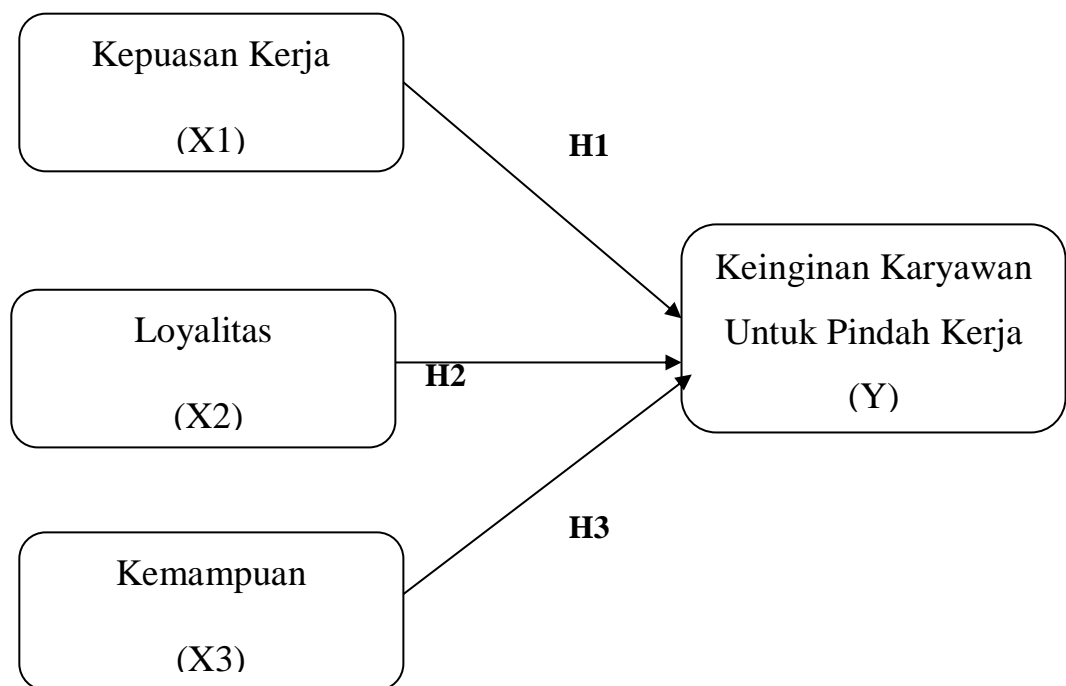 Kepuasan Kerja
(X1)
H1
Keinginan Karyawan
Untuk Pindah Kerja
(Y)
Loyalitas
(X2)
H2
H3
Kemampuan
(X3)